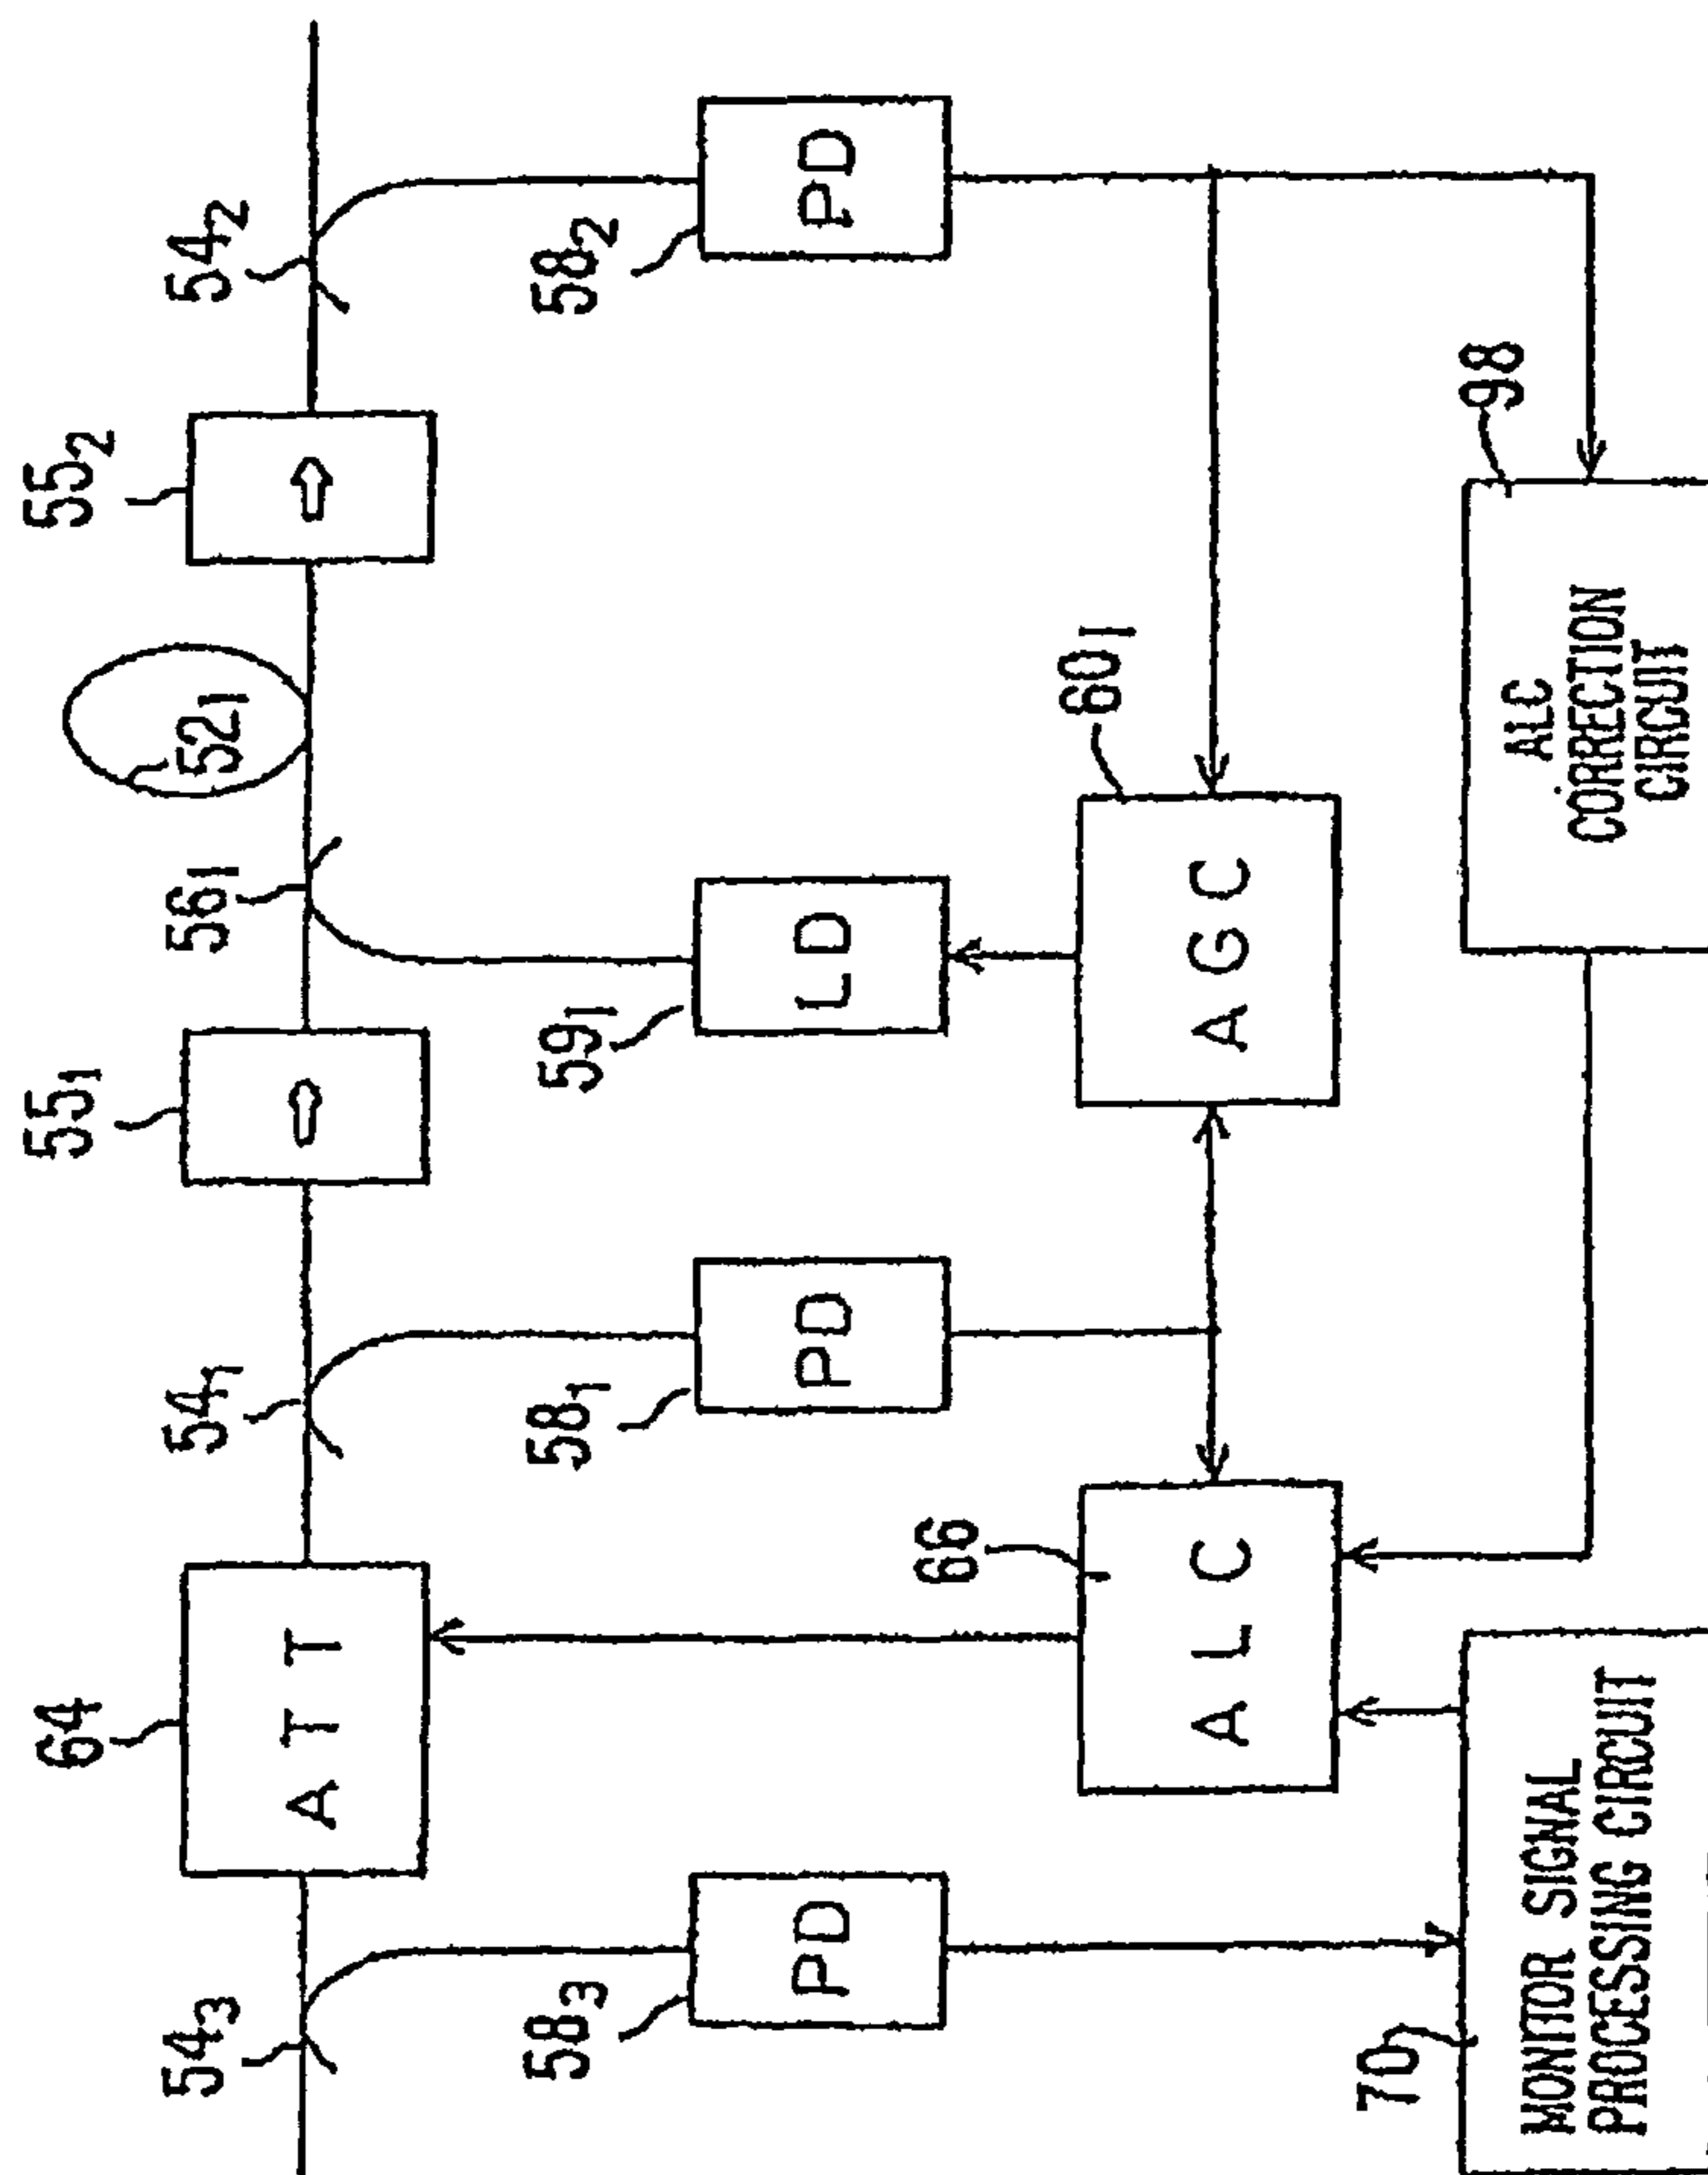 54₃
64
54₁
55₁
56₁
52₁
55₂
54₂
ATT
58₃
PD
58₁
PD
59₁
LD
58₂
PD
66
ALC
60₁
AGC
70
MONITOR SIGNAL
PROCESSING CIRCUIT
98
ALC
CORRECTION
CIRCUIT